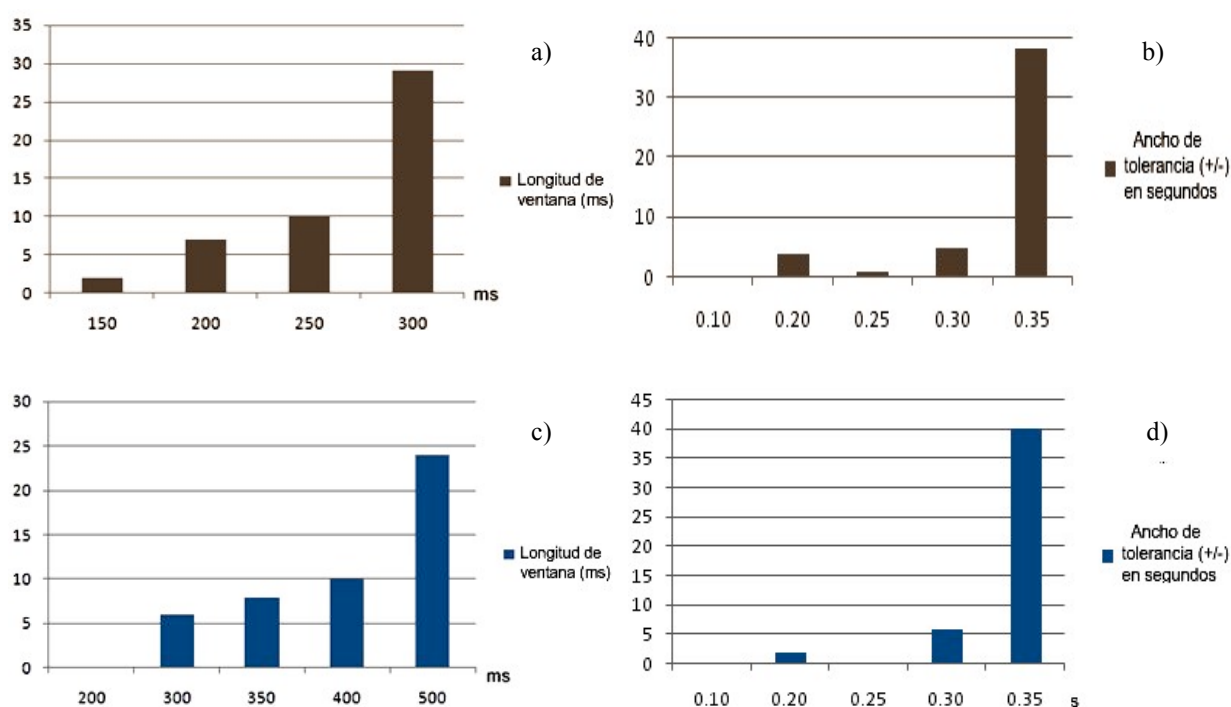 a)
35
30
25
20
15
10
5
0
150 200 250 300
ms
Longitud de
ventana (ms)
b)
40
30
20
10
0
0.10 0.20 0.25 0.30 0.35
Ancho de
tolerancia (+/-)
en segundos
c)
30
25
20
15
10
5
0
200 300 350 400 500
ms
Longitud de
ventana (ms)
d)
45
40
35
30
25
20
15
10
5
0
0.10 0.20 0.25 0.30 0.35 s
Ancho de
tolerancia (+/-)
en segundos